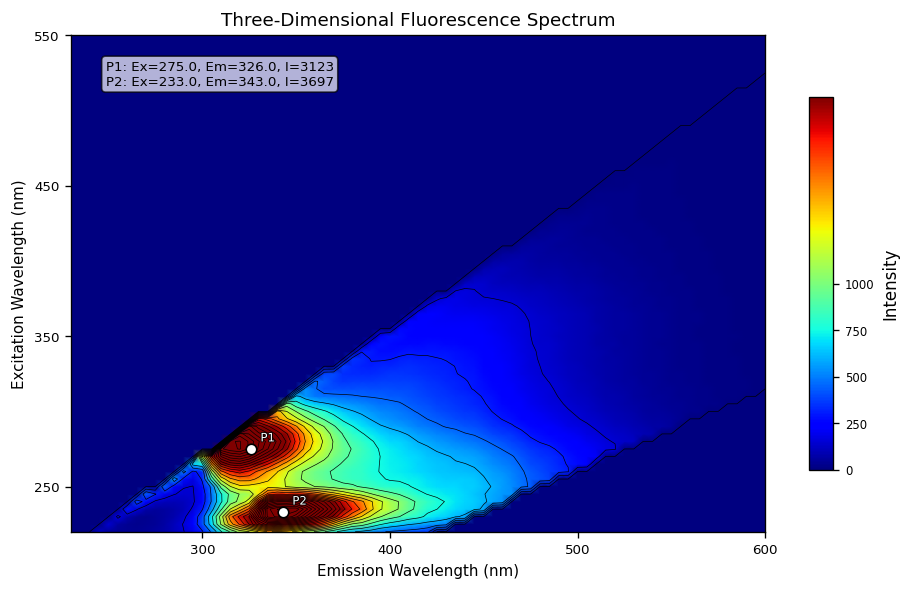 Three-Dimensional Fluorescence Spectrum
P1: Ex=275.0, Em=326.0, I=3123
P2: Ex=233.0, Em=343.0, I=3697
550
450
350
250
Excitation Wavelength (nm)
P1
P2
300
400
500
600
Emission Wavelength (nm)
1000
750
500
250
0
Intensity